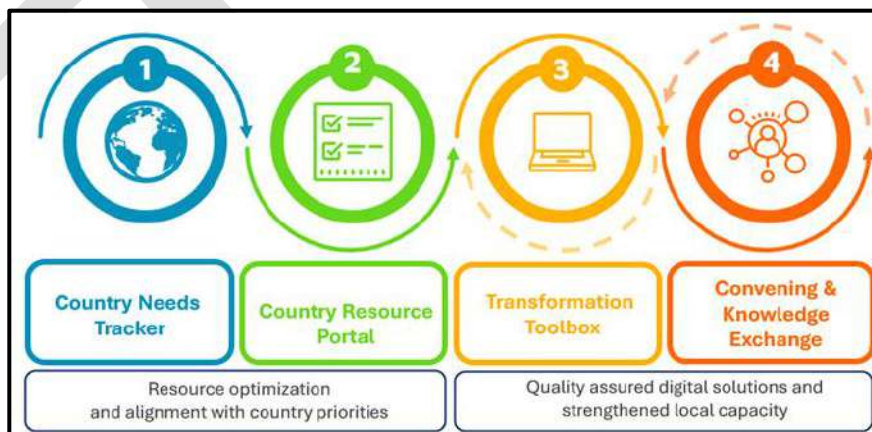 1
2
3
4
Country Needs
Tracker
Country Resource
Portal
Transformation
Toolbox
Convening &
Knowledge
Exchange
Resource optimization
and alignment with country priorities
Quality assured digital solutions and
strengthened local capacity